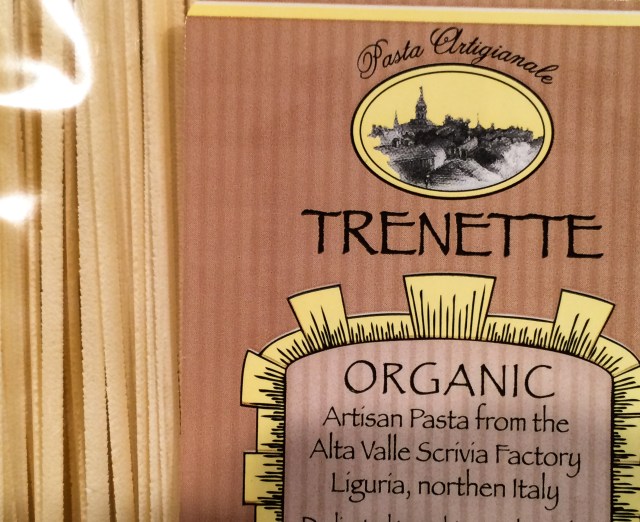 Pasta Artigianale
TRENETTE
ORGANIC
Artisan Pasta from the
Alta Valle Scrivia Factory
Liguria, northen Italy